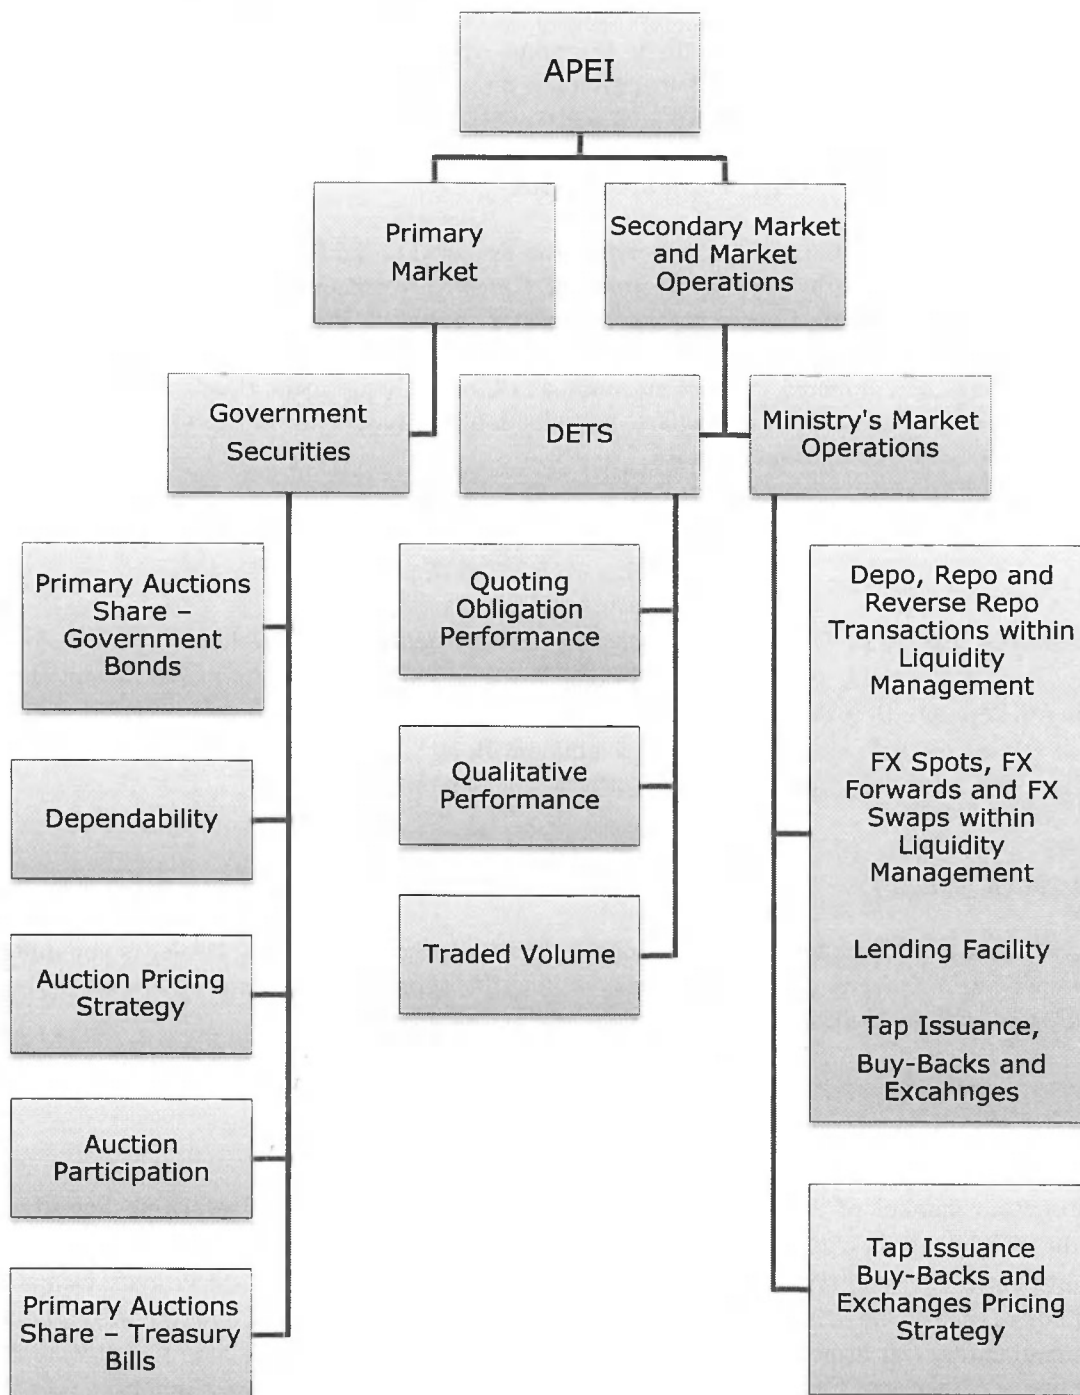 APEI
Primary
Market
Secondary Market
and Market
Operations
Government
Securities
DETS
Ministry's Market
Operations
Primary Auctions
Share –
Government
Bonds
Dependability
Auction Pricing
Strategy
Auction
Participation
Primary Auctions
Share – Treasury
Bills
Quoting
Obligation
Performance
Qualitative
Performance
Traded Volume
Depo, Repo and
Reverse Repo
Transactions within
Liquidity
Management
FX Spots, FX
Forwards and FX
Swaps within
Liquidity
Management
Lending Facility
Tap Issuance,
Buy-Backs and
Excahnges
Tap Issuance
Buy-Backs and
Exchanges Pricing
Strategy